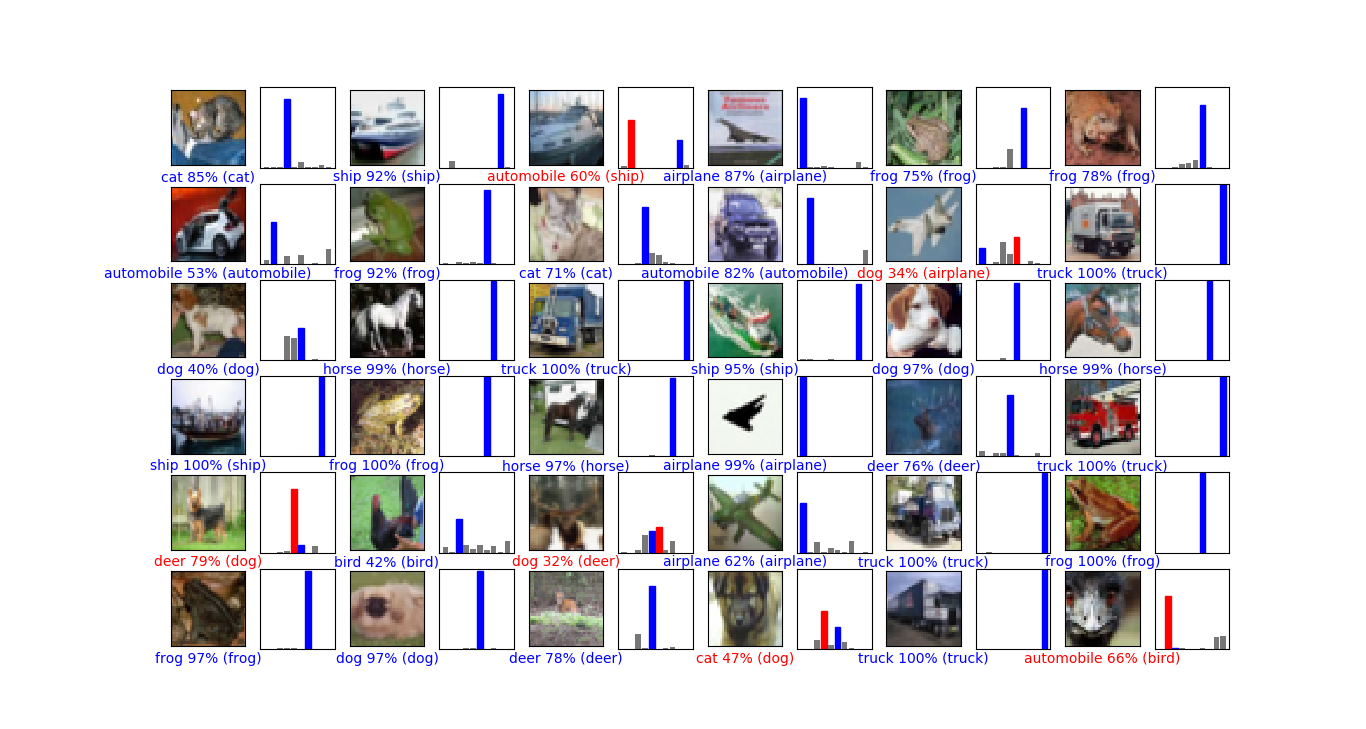 cat 85% (cat) ship 92% (ship) automobile 60% (ship) airplane 87% (airplane) frog 75% (frog) frog 78% (frog)
automobile 53% (automobile) frog 92% (frog) cat 71% (cat) automobile 82% (automobile) dog 34% (airplane) truck 100% (truck)
dog 40% (dog) horse 99% (horse) truck 100% (truck) ship 95% (ship) dog 97% (dog) horse 99% (horse)
ship 100% (ship) frog 100% (frog) horse 97% (horse) airplane 99% (airplane) deer 76% (deer) truck 100% (truck)
deer 79% (dog) bird 42% (bird) dog 32% (deer) airplane 62% (airplane) truck 100% (truck) frog 100% (frog)
frog 97% (frog) dog 97% (dog) deer 78% (deer) cat 47% (dog) truck 100% (truck) automobile 66% (bird)